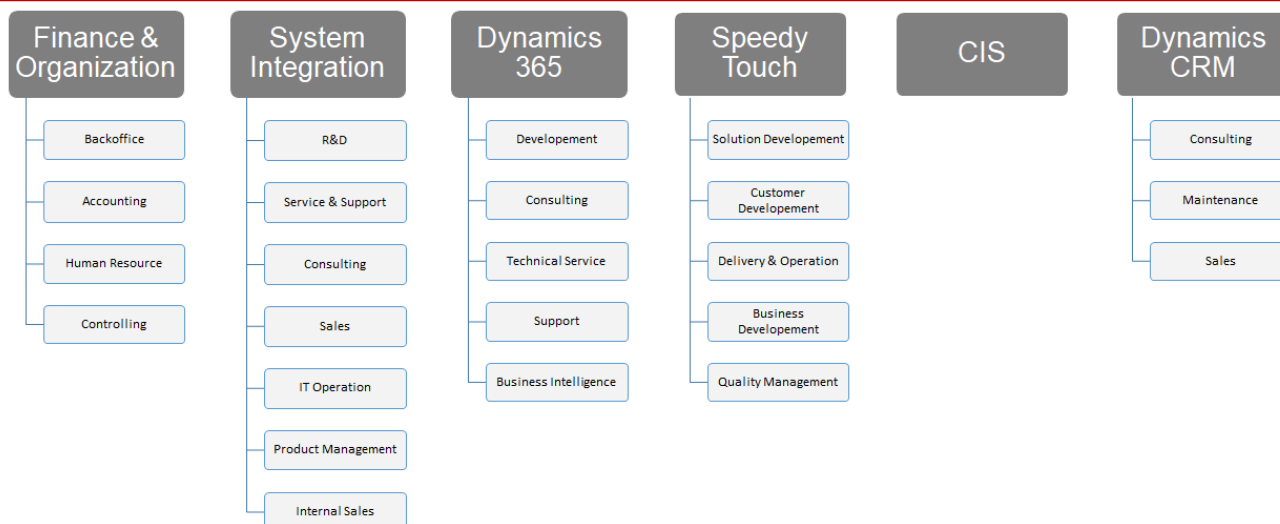 Finance &
Organization
Backoffice
Accounting
Human Resource
Controlling
System
Integration
R&D
Service & Support
Consulting
Sales
IT Operation
Product Management
Internal Sales
Dynamics
365
Developement
Consulting
Technical Service
Support
Business Intelligence
Speedy
Touch
Solution Developement
Customer
Developement
Delivery & Operation
Business
Developement
Quality Management
CIS
Dynamics
CRM
Consulting
Maintenance
Sales